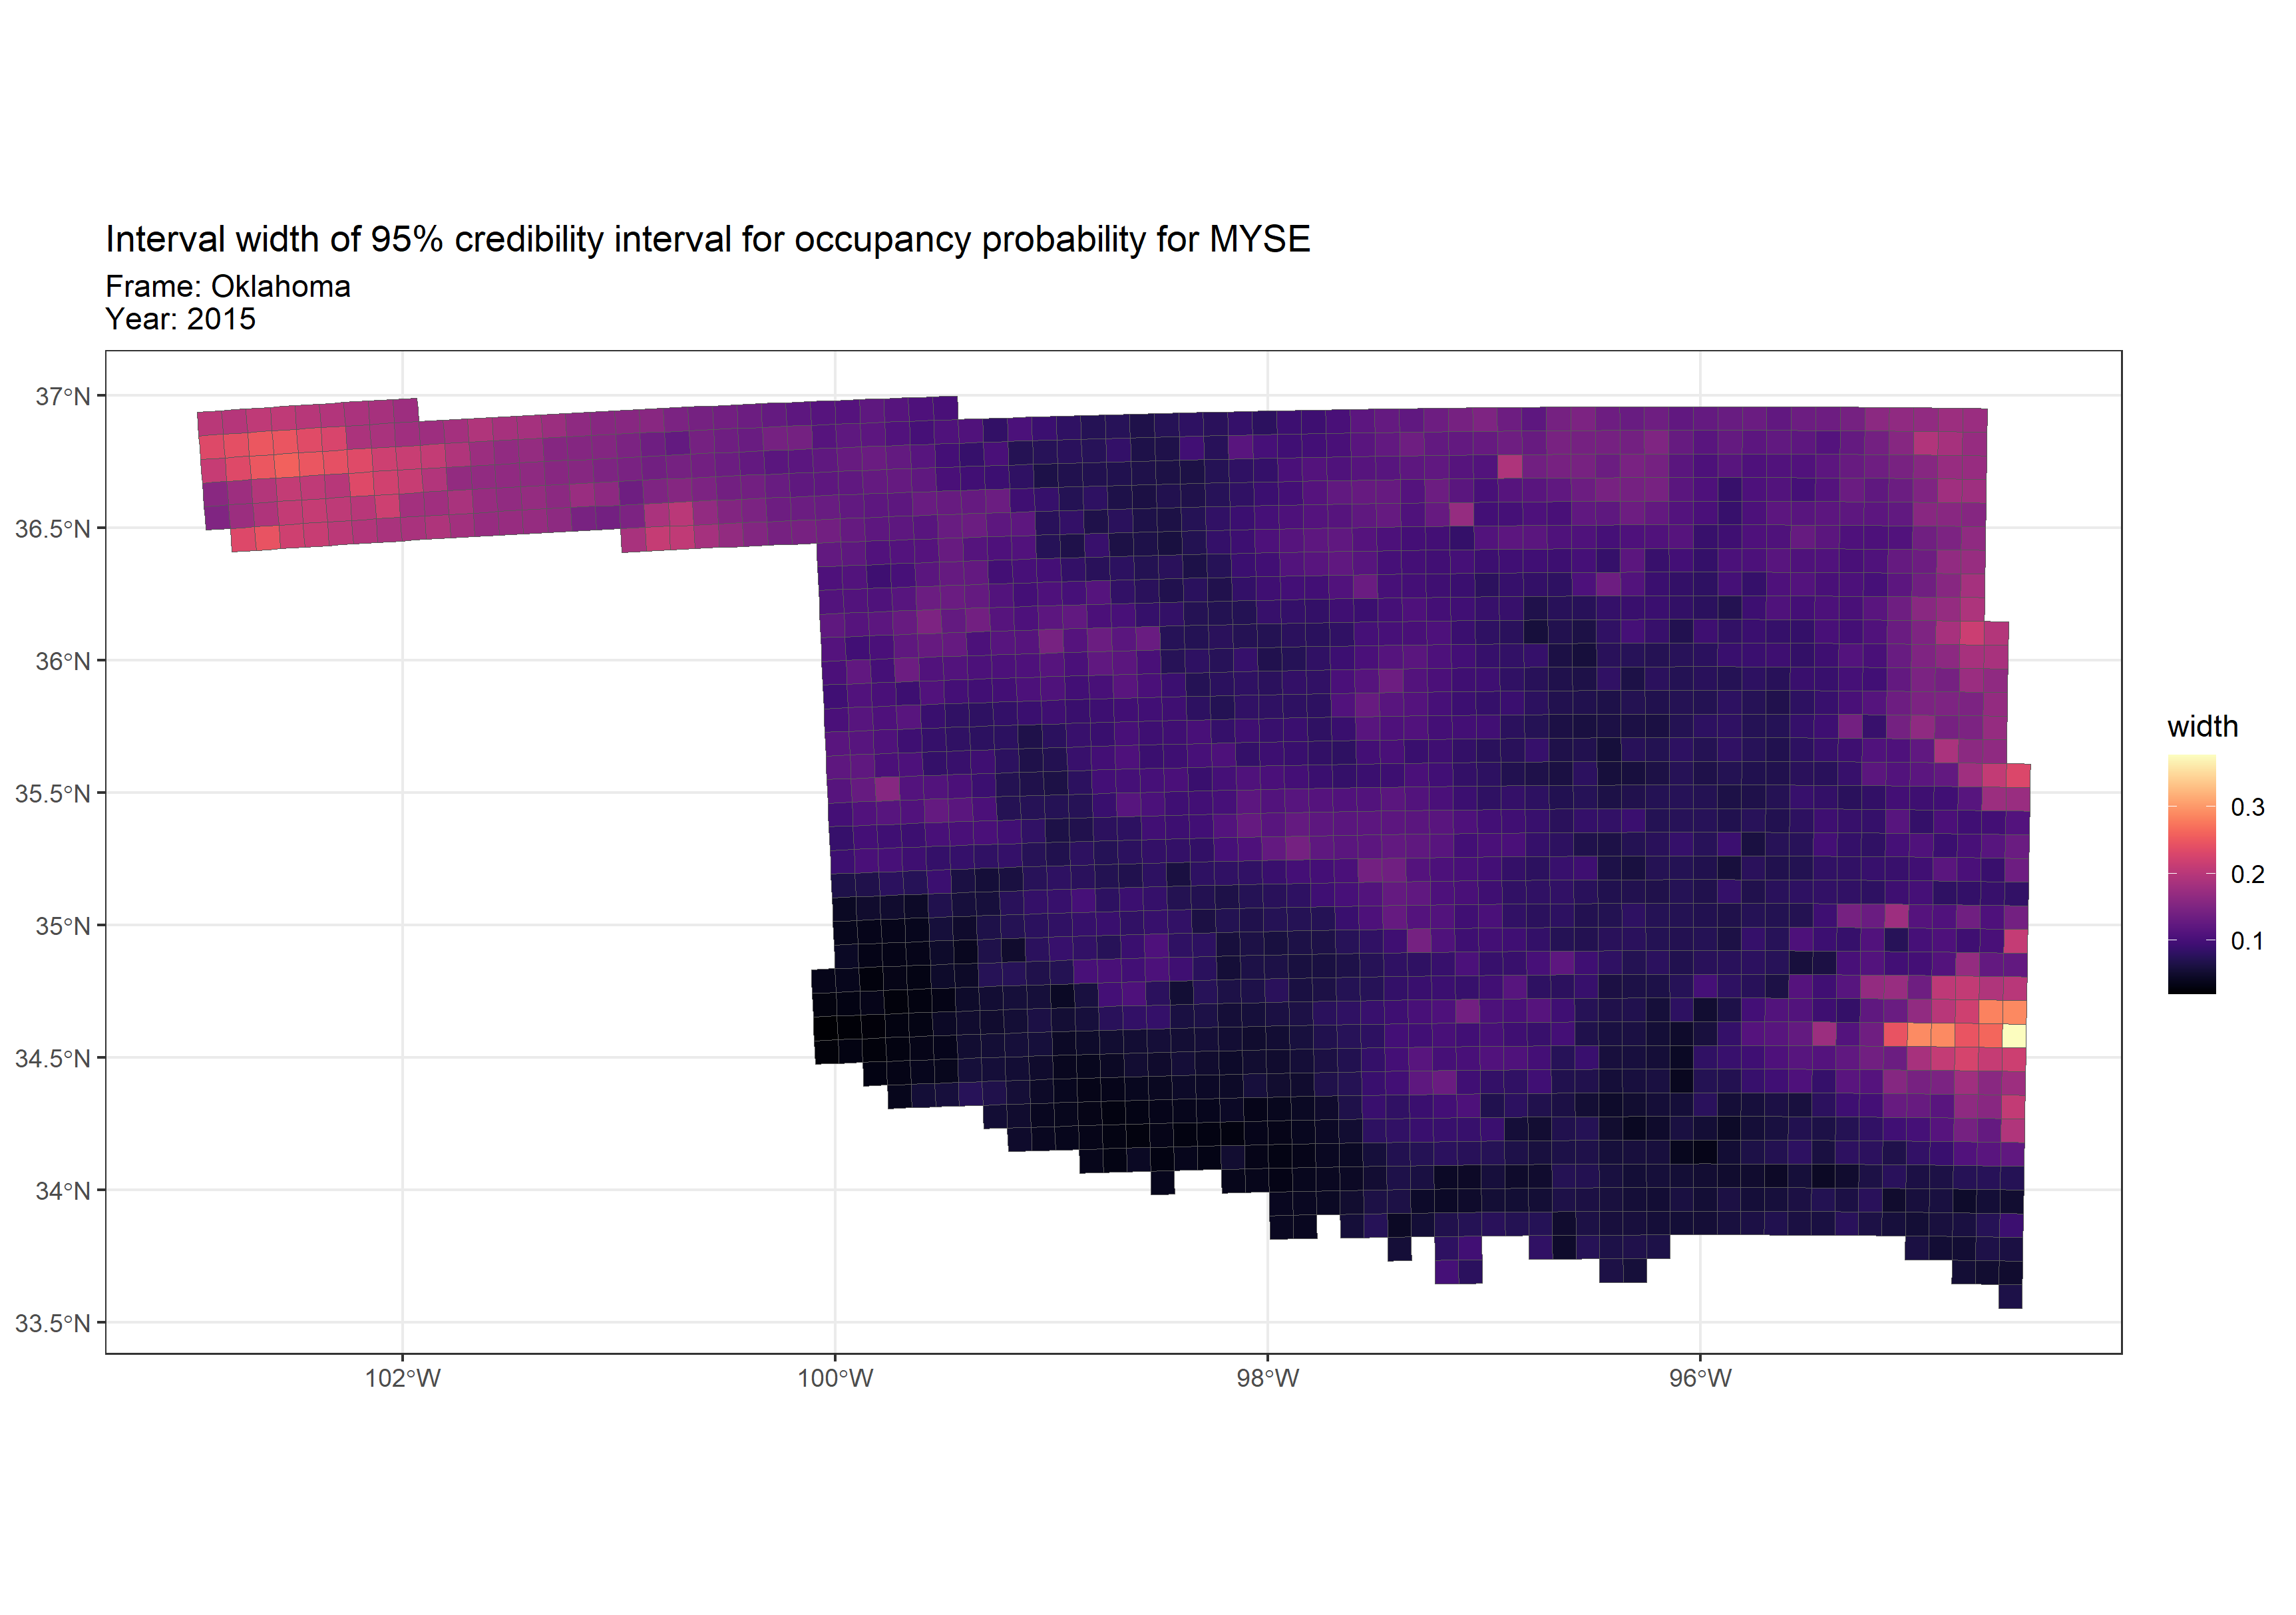 Interval width of 95% credibility interval for occupancy probability for MYSE
Frame: Oklahoma
Year: 2015
37°N
36.5°N
36°N
35.5°N
35°N
34.5°N
34°N
33.5°N
102°W
100°W
98°W
96°W
width
0.3
0.2
0.1